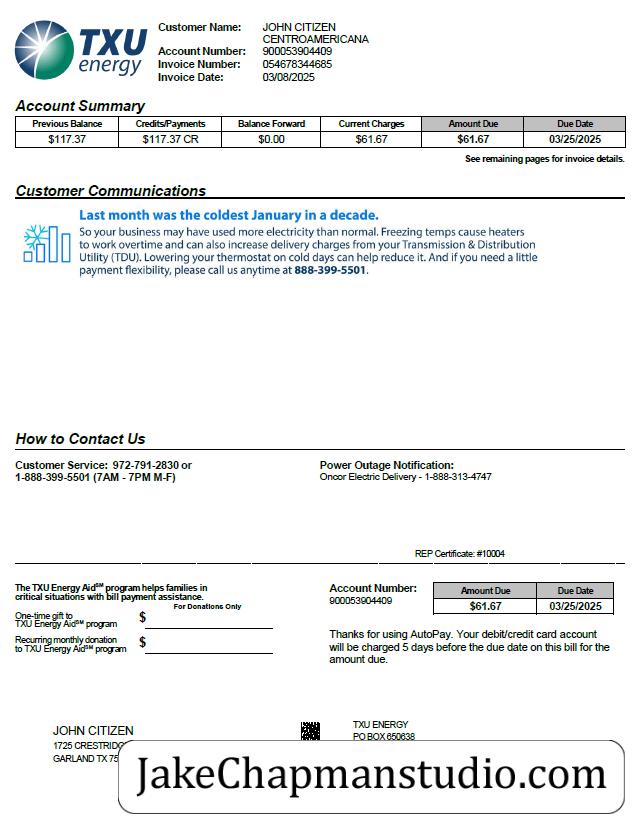 TXU
energy
Customer Name: JOHN CITIZEN
CENTROAMERICANA
Account Number: 900053904409
Invoice Number: 054678344685
Invoice Date: 03/08/2025
Account Summary
Previous Balance Credits/Payments Balance Forward Current Charges Amount Due Due Date
$117.37 $117.37 CR $0.00 $61.67 $61.67 03/25/2025
See remaining pages for invoice details.
Customer Communications
Last month was the coldest January in a decade.
So your business may have used more electricity than normal. Freezing temps cause heaters
to work overtime and can also increase delivery charges from your Transmission & Distribution
Utility (TDU). Lowering your thermostat on cold days can help reduce it. And if you need a little
payment flexibility, please call us anytime at 888-399-5501.
How to Contact Us
Customer Service: 972-791-2830 or
1-888-399-5501 (7AM - 7PM M-F)
Power Outage Notification:
Oncor Electric Delivery - 1-888-313-4747
REP Certificate: #10004
The TXU Energy Aid℠ program helps families in
critical situations with bill payment assistance.
For Donations Only
One-time gift to
TXU Energy Aid℠ program $
Recurring monthly donation
to TXU Energy Aid℠ program $
Account Number:
900053904409
Amount Due Due Date
$61.67 03/25/2025
Thanks for using AutoPay. Your debit/credit card account
will be charged 5 days before the due date on this bill for the
amount due.
JOHN CITIZEN
1725
GARLAND TX
TXU ENERGY
PO BOX 650638
JakeChapmanstudio.com